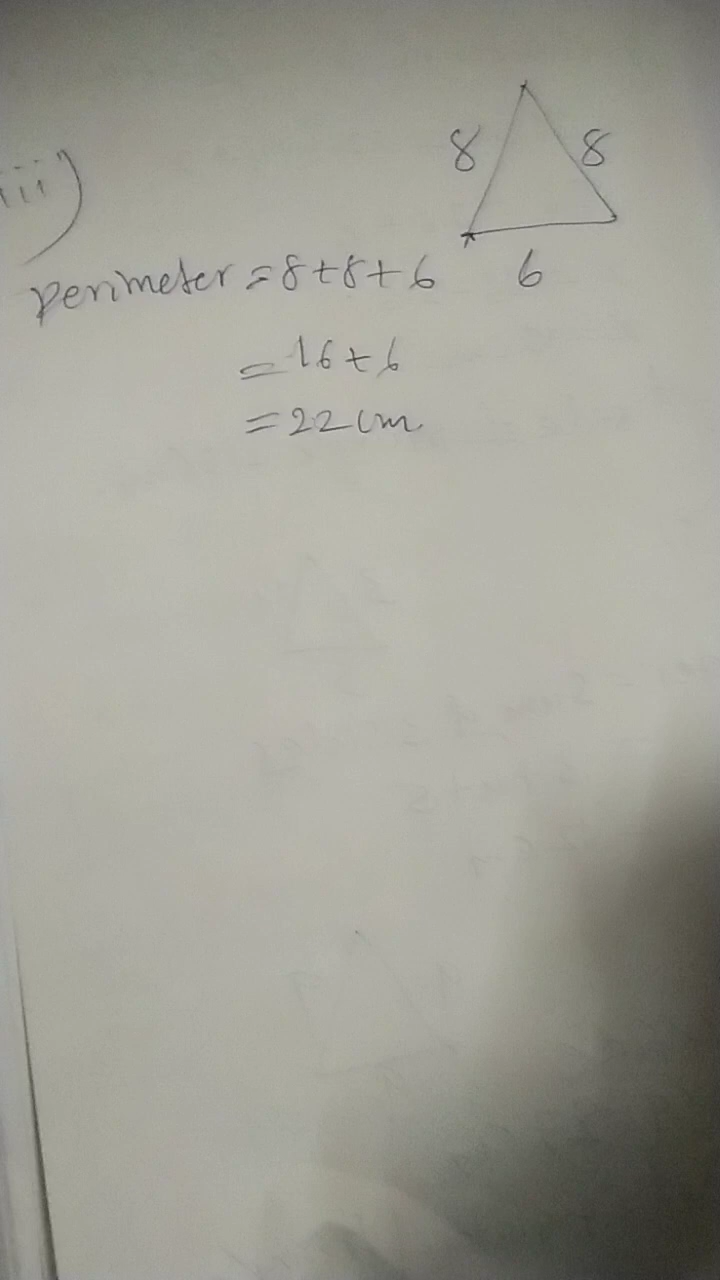 8 8
iii)
perimeter = 8+8+6 6
= 16+6
= 22 cm